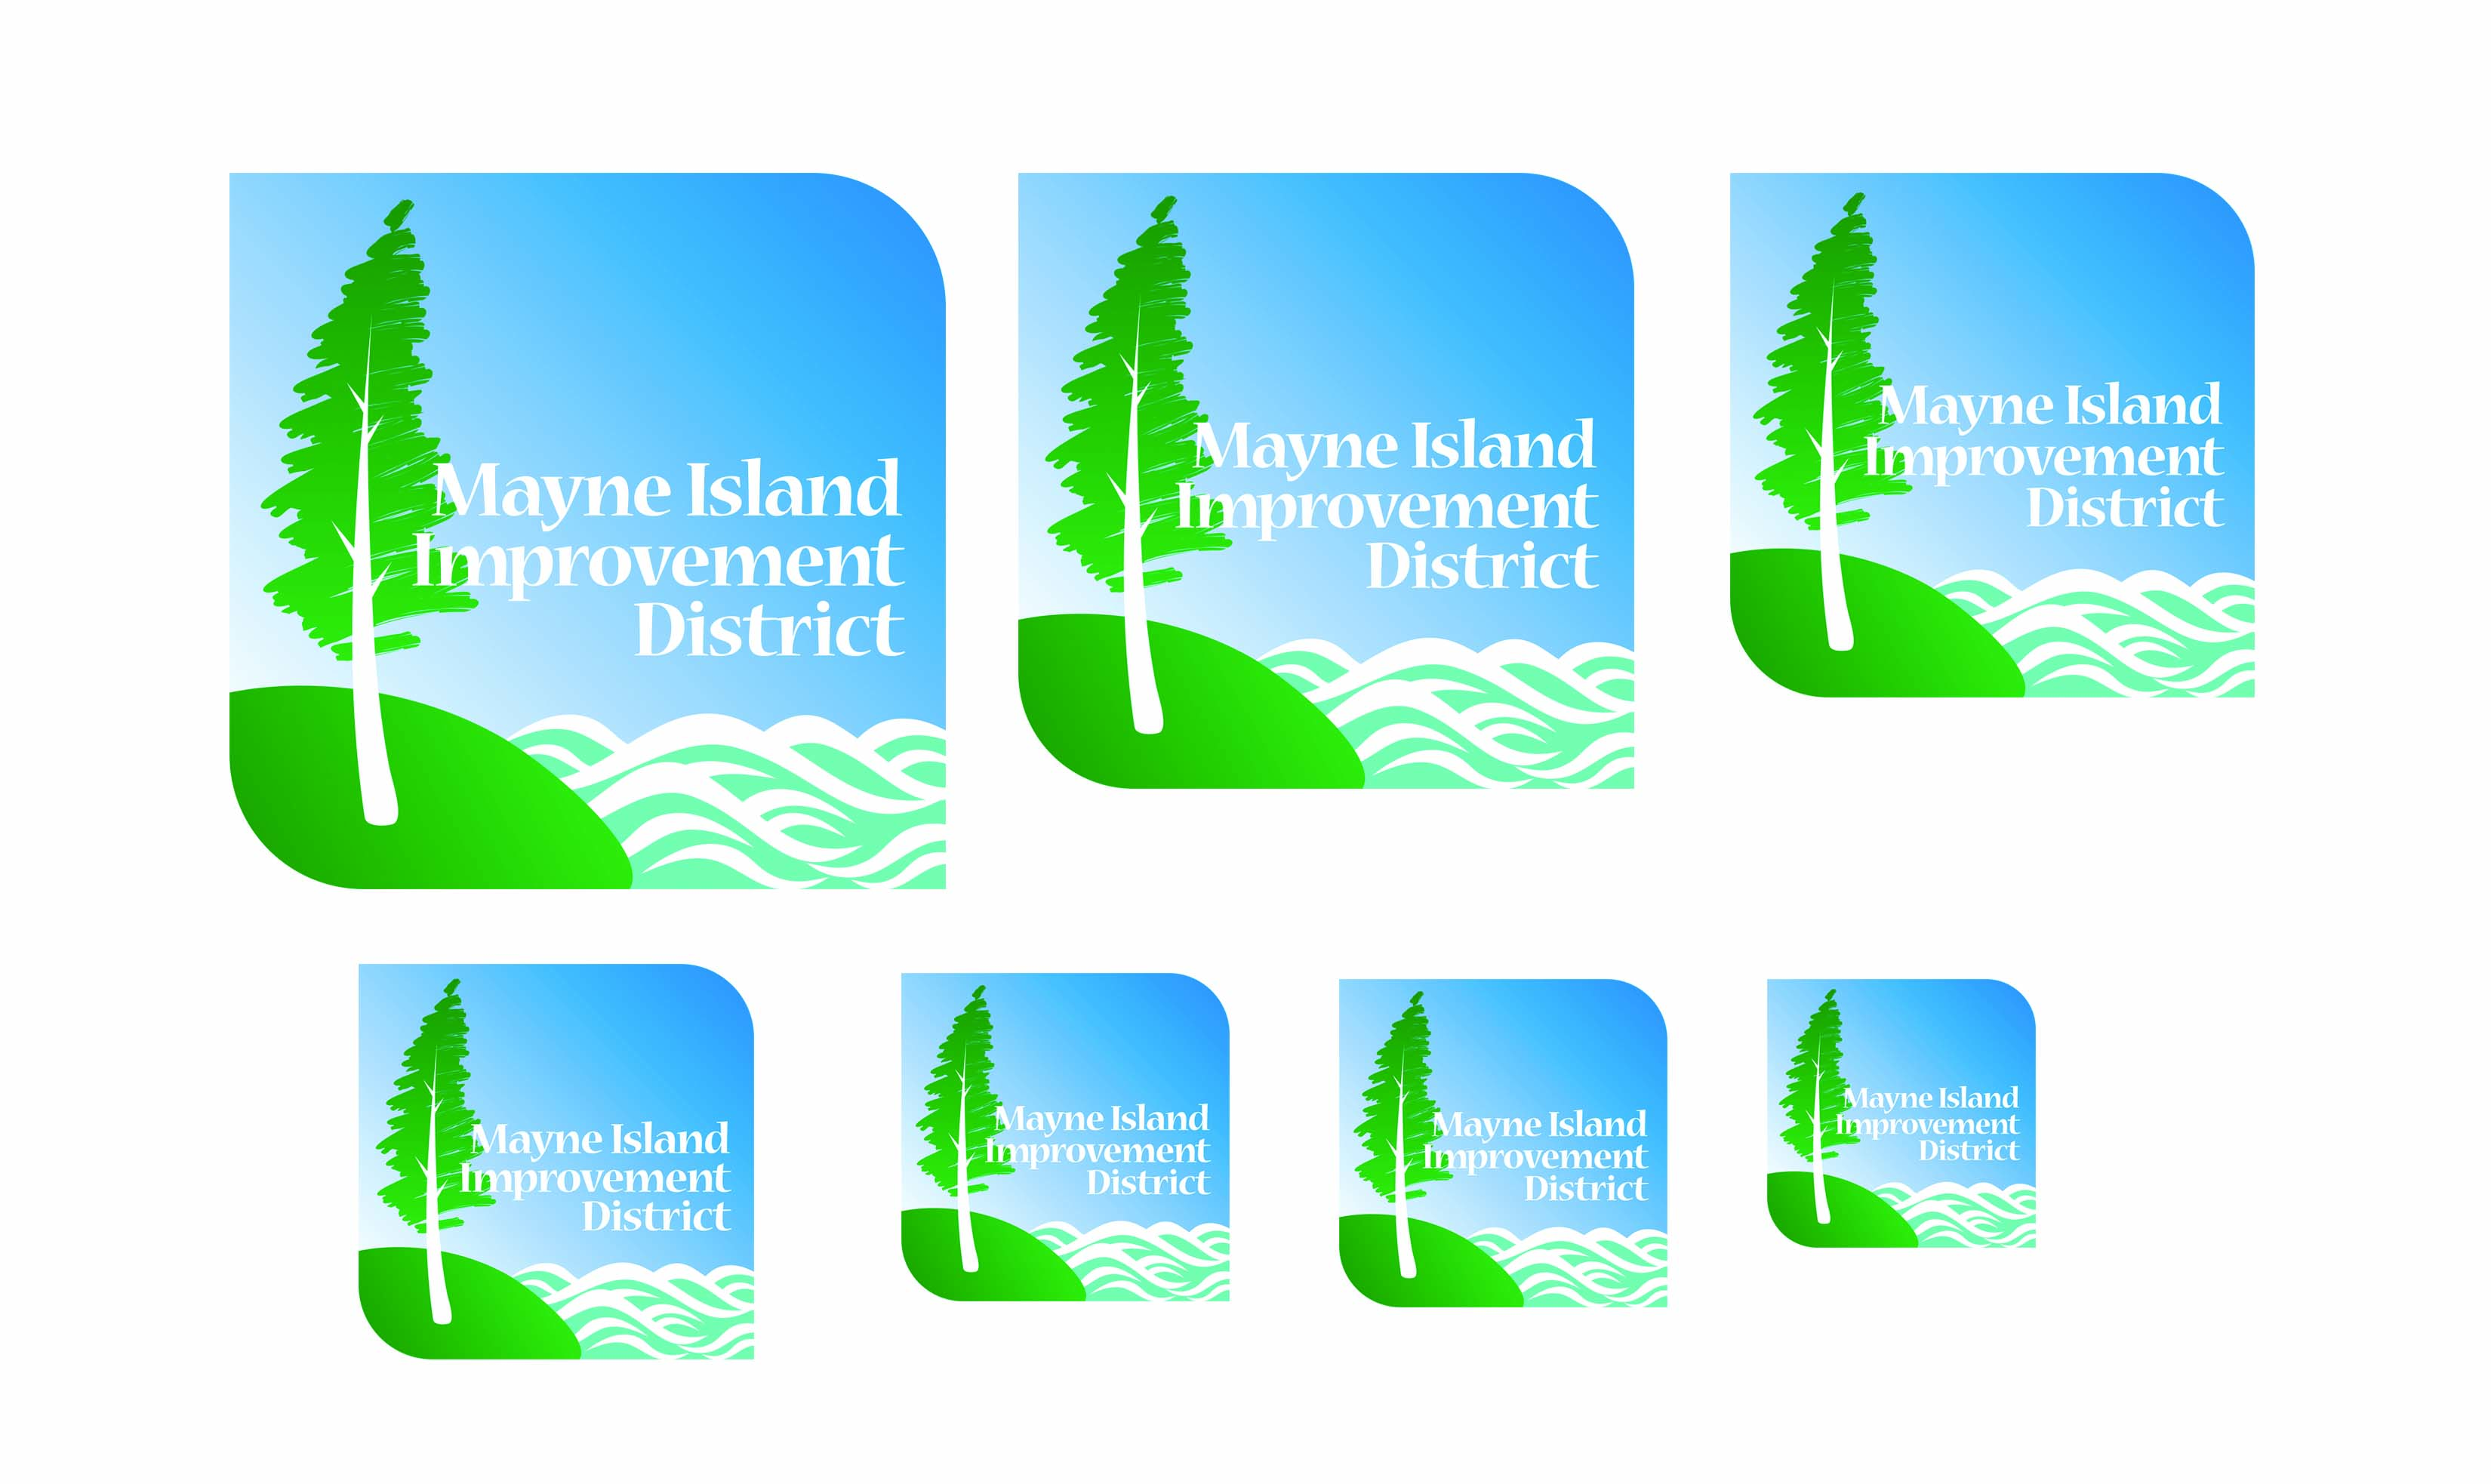 Mayne Island
Improvement
District
Mayne Island
Improvement
District
Mayne Island
Improvement
District
Mayne Island
Improvement
District
Mayne Island
Improvement
District
Mayne Island
Improvement
District
Mayne Island
Improvement
District